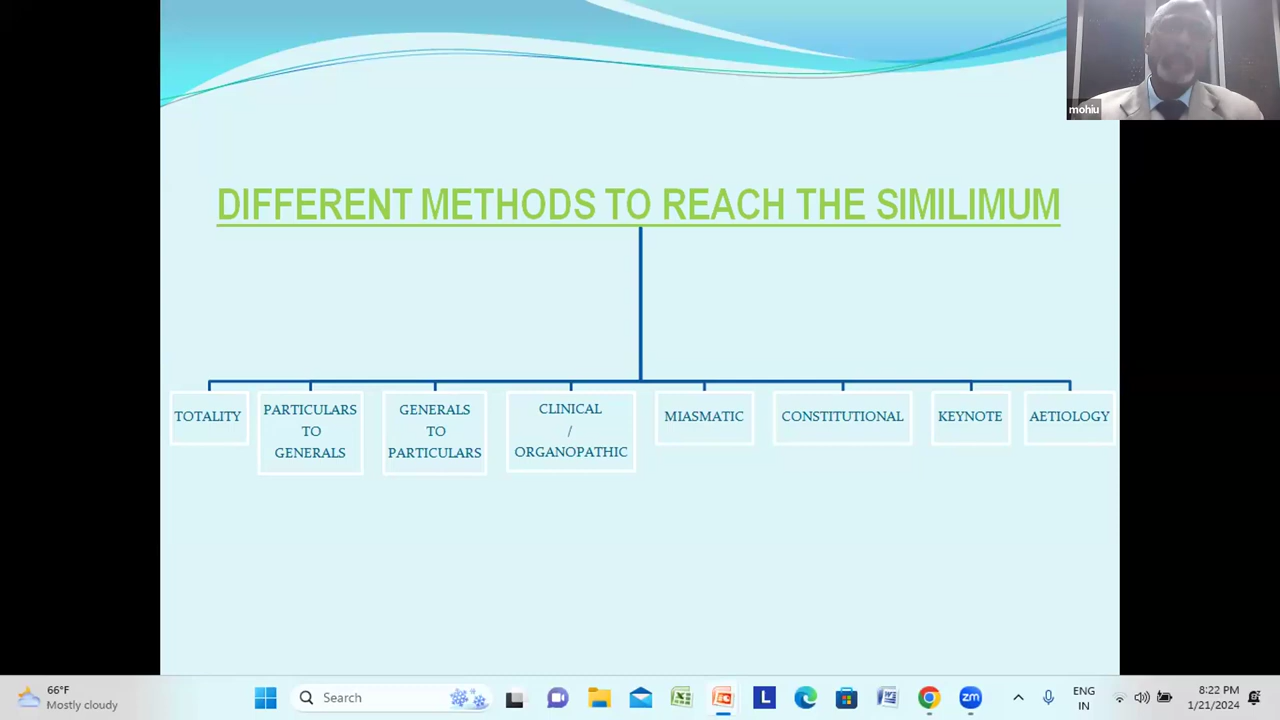 mohiu
DIFFERENT METHODS TO REACH THE SIMILIMUM
TOTALITY
PARTICULARS
TO
GENERALS
GENERALS
TO
PARTICULARS
CLINICAL
/
ORGANOPATHIC
MIASMATIC
CONSTITUTIONAL
KEYNOTE
AETIOLOGY
66°F
Mostly cloudy
Search
L
zm
ENG
IN
8:22 PM
1/21/2024